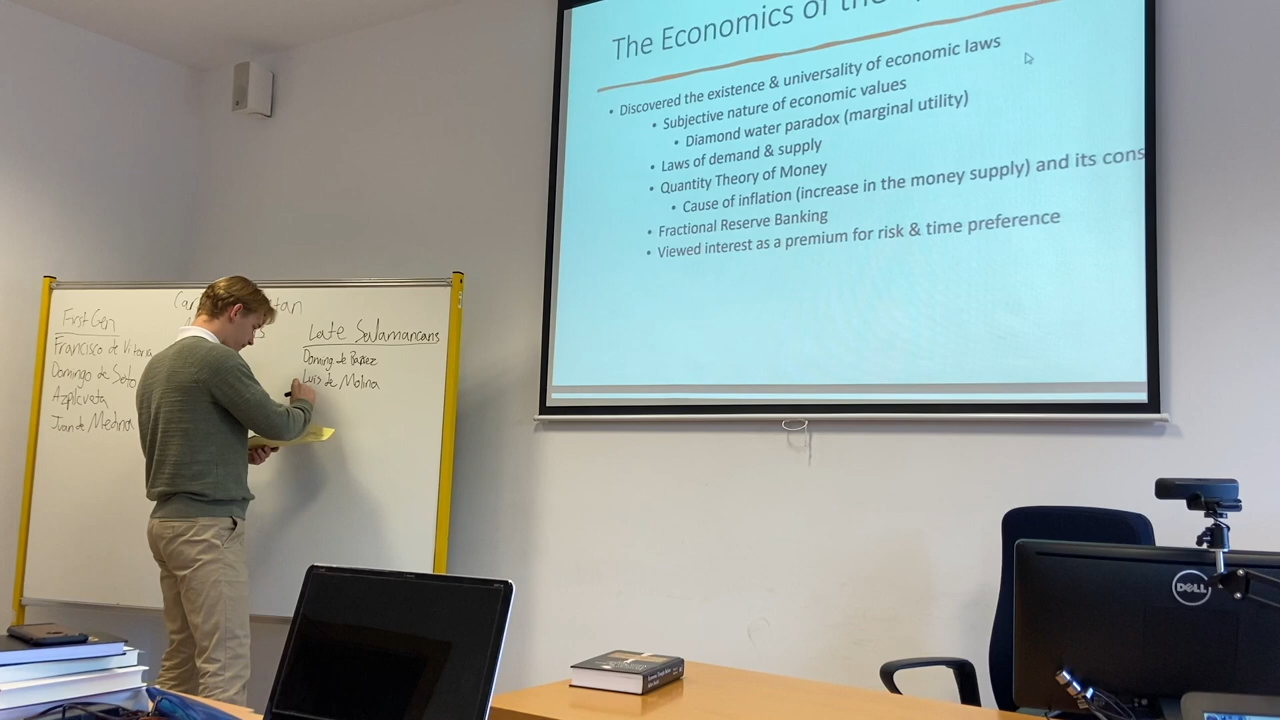 The Economics of the
• Discovered the existence & universality of economic laws
• Subjective nature of economic values
• Diamond water paradox (marginal utility)
• Laws of demand & supply
• Quantity Theory of Money
• Cause of inflation (increase in the money supply) and its cons
• Fractional Reserve Banking
• Viewed interest as a premium for risk & time preference
First Gen
Francisco de Vitoria
Domingo de Soto
Azpilcueta
Juan de Medina
Late Salamancans
Doming de Bañez
Luis de Molina
DELL